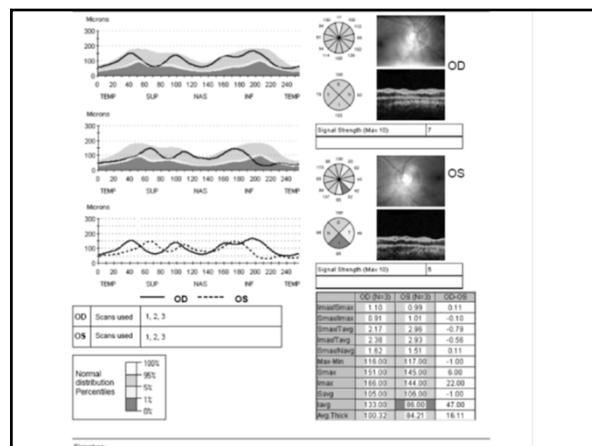 Microns
300
200
100
0
0 20 40 60 80 100 120 140 160 180 200 220 240
TEMP SUP NAS INF TEMP
OD
Signal Strength (Max 10) 7
Microns
300
200
100
0
0 20 40 60 80 100 120 140 160 180 200 220 240
TEMP SUP NAS INF TEMP
OS
Signal Strength (Max 10)
Microns
300
200
100
0
0 20 40 60 80 100 120 140 160 180 200 220 240
TEMP SUP NAS INF TEMP
OD OS
OD Scans used 1, 2, 3
OS Scans used 1, 2, 3
Normal distribution Percentiles
100%
95%
5%
1%
0%
OD (N=3) OS (N=3) OD-OS
Imax/Smax 1.10 0.99 0.11
Smax/Imax 0.91 1.01 -0.10
Smax/Tavg 2.17 2.96 -0.79
Imax/Tavg 2.38 2.93 -0.56
Smax/Navg 1.62 1.51 0.11
Max-Min 116.00 117.00 -1.00
Smax 151.00 145.00 6.00
Imax 166.00 144.00 22.00
Savg 105.00 106.00 -1.00
Iavg 133.00 86.00 47.00
Avg.Thick 100.32 84.21 16.11